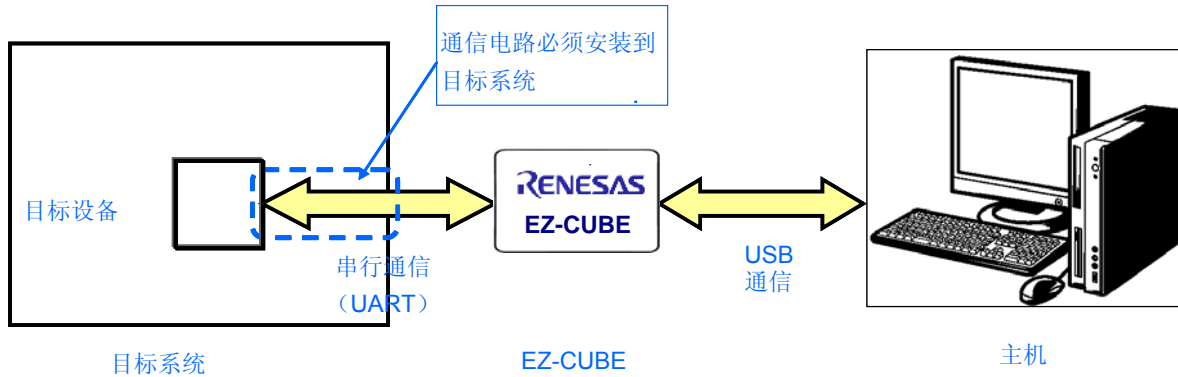 通信电路必须安装到
目标系统
RENESAS
EZ-CUBE
目标设备
串行通信
（UART）
USB
通信
目标系统
EZ-CUBE
主机